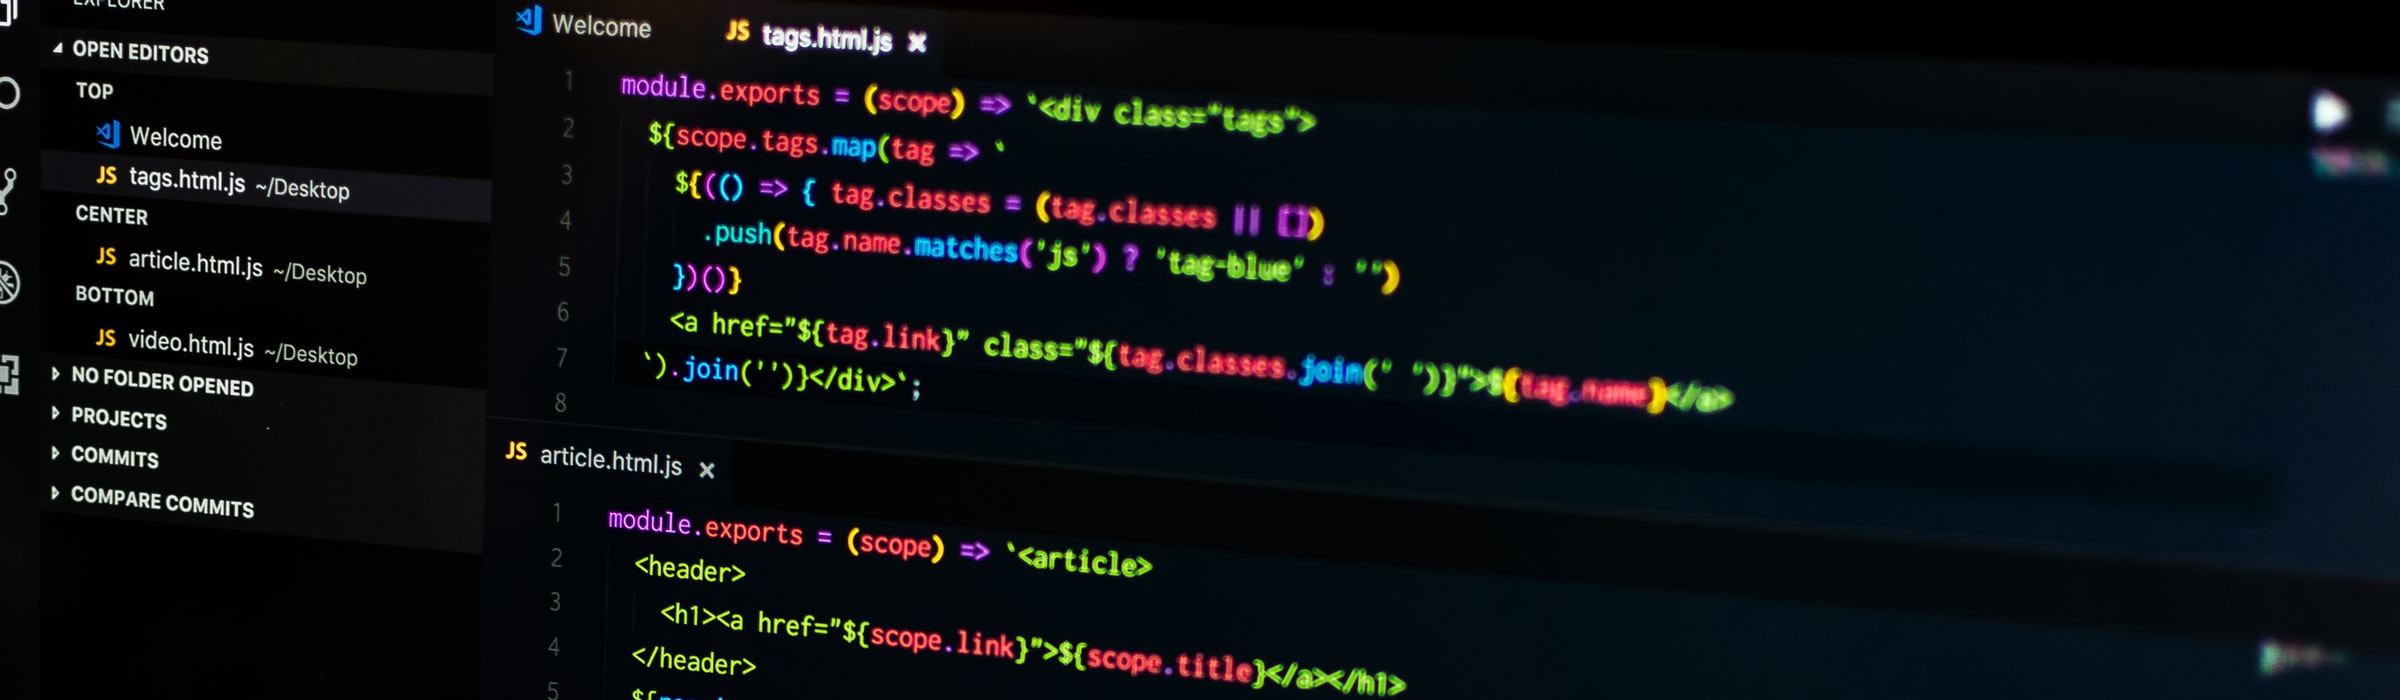 EXPLORER
OPEN EDITORS
TOP
Welcome
JS tags.html.js ~/Desktop
CENTER
JS article.html.js ~/Desktop
BOTTOM
JS video.html.js ~/Desktop
NO FOLDER OPENED
PROJECTS
COMMITS
COMPARE COMMITS
Welcome JS tags.html.js
1 module.exports = (scope) => `<div class="tags">
2 ${scope.tags.map(tag => `
3 ${(() => { tag.classes = (tag.classes || [])
4 .push(tag.name.matches('js') ? 'tag-blue' : '')
5 })()}
6 <a href="${tag.link}" class="${tag.classes.join(' ')}">${tag.name}</a>
7 `).join('')}</div>`;
8
JS article.html.js
1 module.exports = (scope) => `<article>
2 <header>
3 <h1><a href="${scope.link}">${scope.title}</a></h1>
4 </header>
5